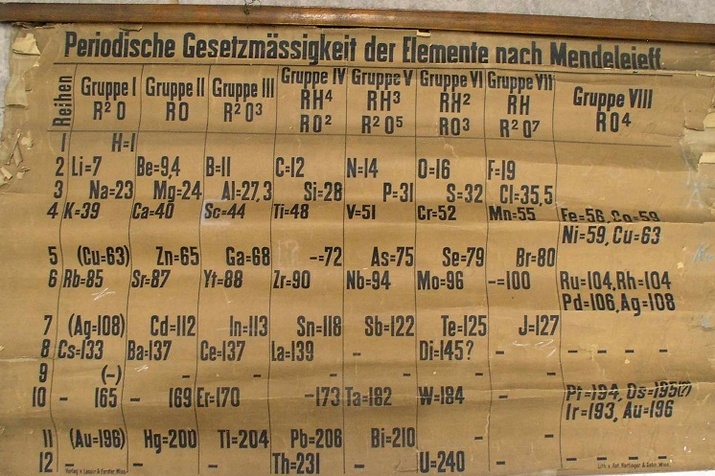 Periodische Gesetzmässigkeit der Elemente nach Mendelejeff.
Reihen Gruppe I Gruppe II Gruppe III Gruppe IV Gruppe V Gruppe VI Gruppe VII Gruppe VIII
RH⁴ RH³ RH² RH
R²O RO R²O³ RO² R²O⁵ RO³ R²O⁷ RO⁴
1 H=1
2 Li=7 Be=9,4 B=11 C=12 N=14 O=16 F=19
3 Na=23 Mg=24 Al=27,3 Si=28 P=31 S=32 Cl=35,5
4 K=39 Ca=40 Sc=44 Ti=48 V=51 Cr=52 Mn=55 Fe=56, Co=59
Ni=59, Cu=63
5 (Cu=63) Zn=65 Ga=68 -=72 As=75 Se=79 Br=80
6 Rb=85 Sr=87 Yt=88 Zr=90 Nb=94 Mo=96 -=100 Ru=104, Rh=104
Pd=106, Ag=108
7 (Ag=108) Cd=112 In=113 Sn=118 Sb=122 Te=125 J=127
8 Cs=133 Ba=137 Ce=137 La=139 - Di=145? - - - - -
9 (-) - - - - - -
10 - 165 - 169 Er=170 -173 Ta=182 W=184 - Pt=194, Os=195(?)
Ir=193, Au=196
11 (Au=196) Hg=200 Tl=204 Pb=206 Bi=210 - -
12 - - - Th=231 - U=240 - - - - -
Verlag v. Lenoir & Forster, Wien